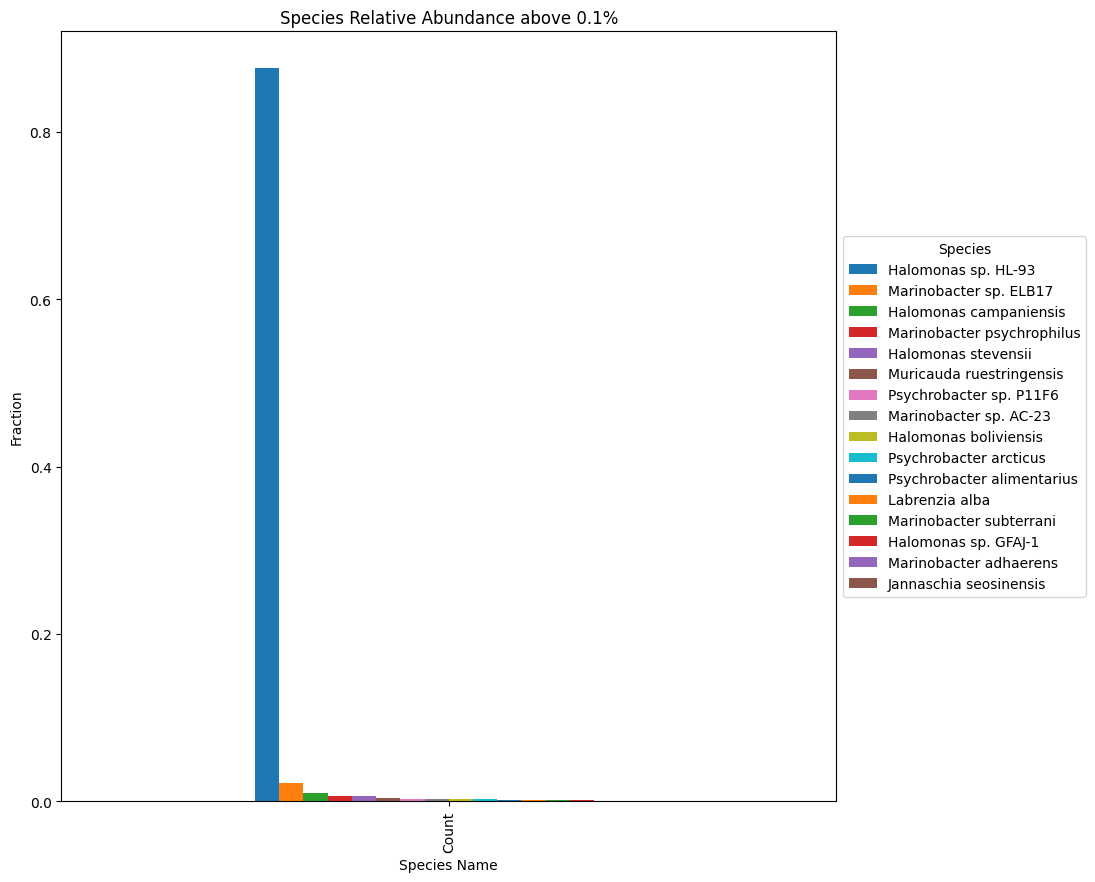 Species Relative Abundance above 0.1%
Fraction
0.8
0.6
0.4
0.2
0.0
Count
Species Name
Species
Halomonas sp. HL-93
Marinobacter sp. ELB17
Halomonas campaniensis
Marinobacter psychrophilus
Halomonas stevensii
Muricauda ruestringensis
Psychrobacter sp. P11F6
Marinobacter sp. AC-23
Halomonas boliviensis
Psychrobacter arcticus
Psychrobacter alimentarius
Labrenzia alba
Marinobacter subterrani
Halomonas sp. GFAJ-1
Marinobacter adhaerens
Jannaschia seosinensis